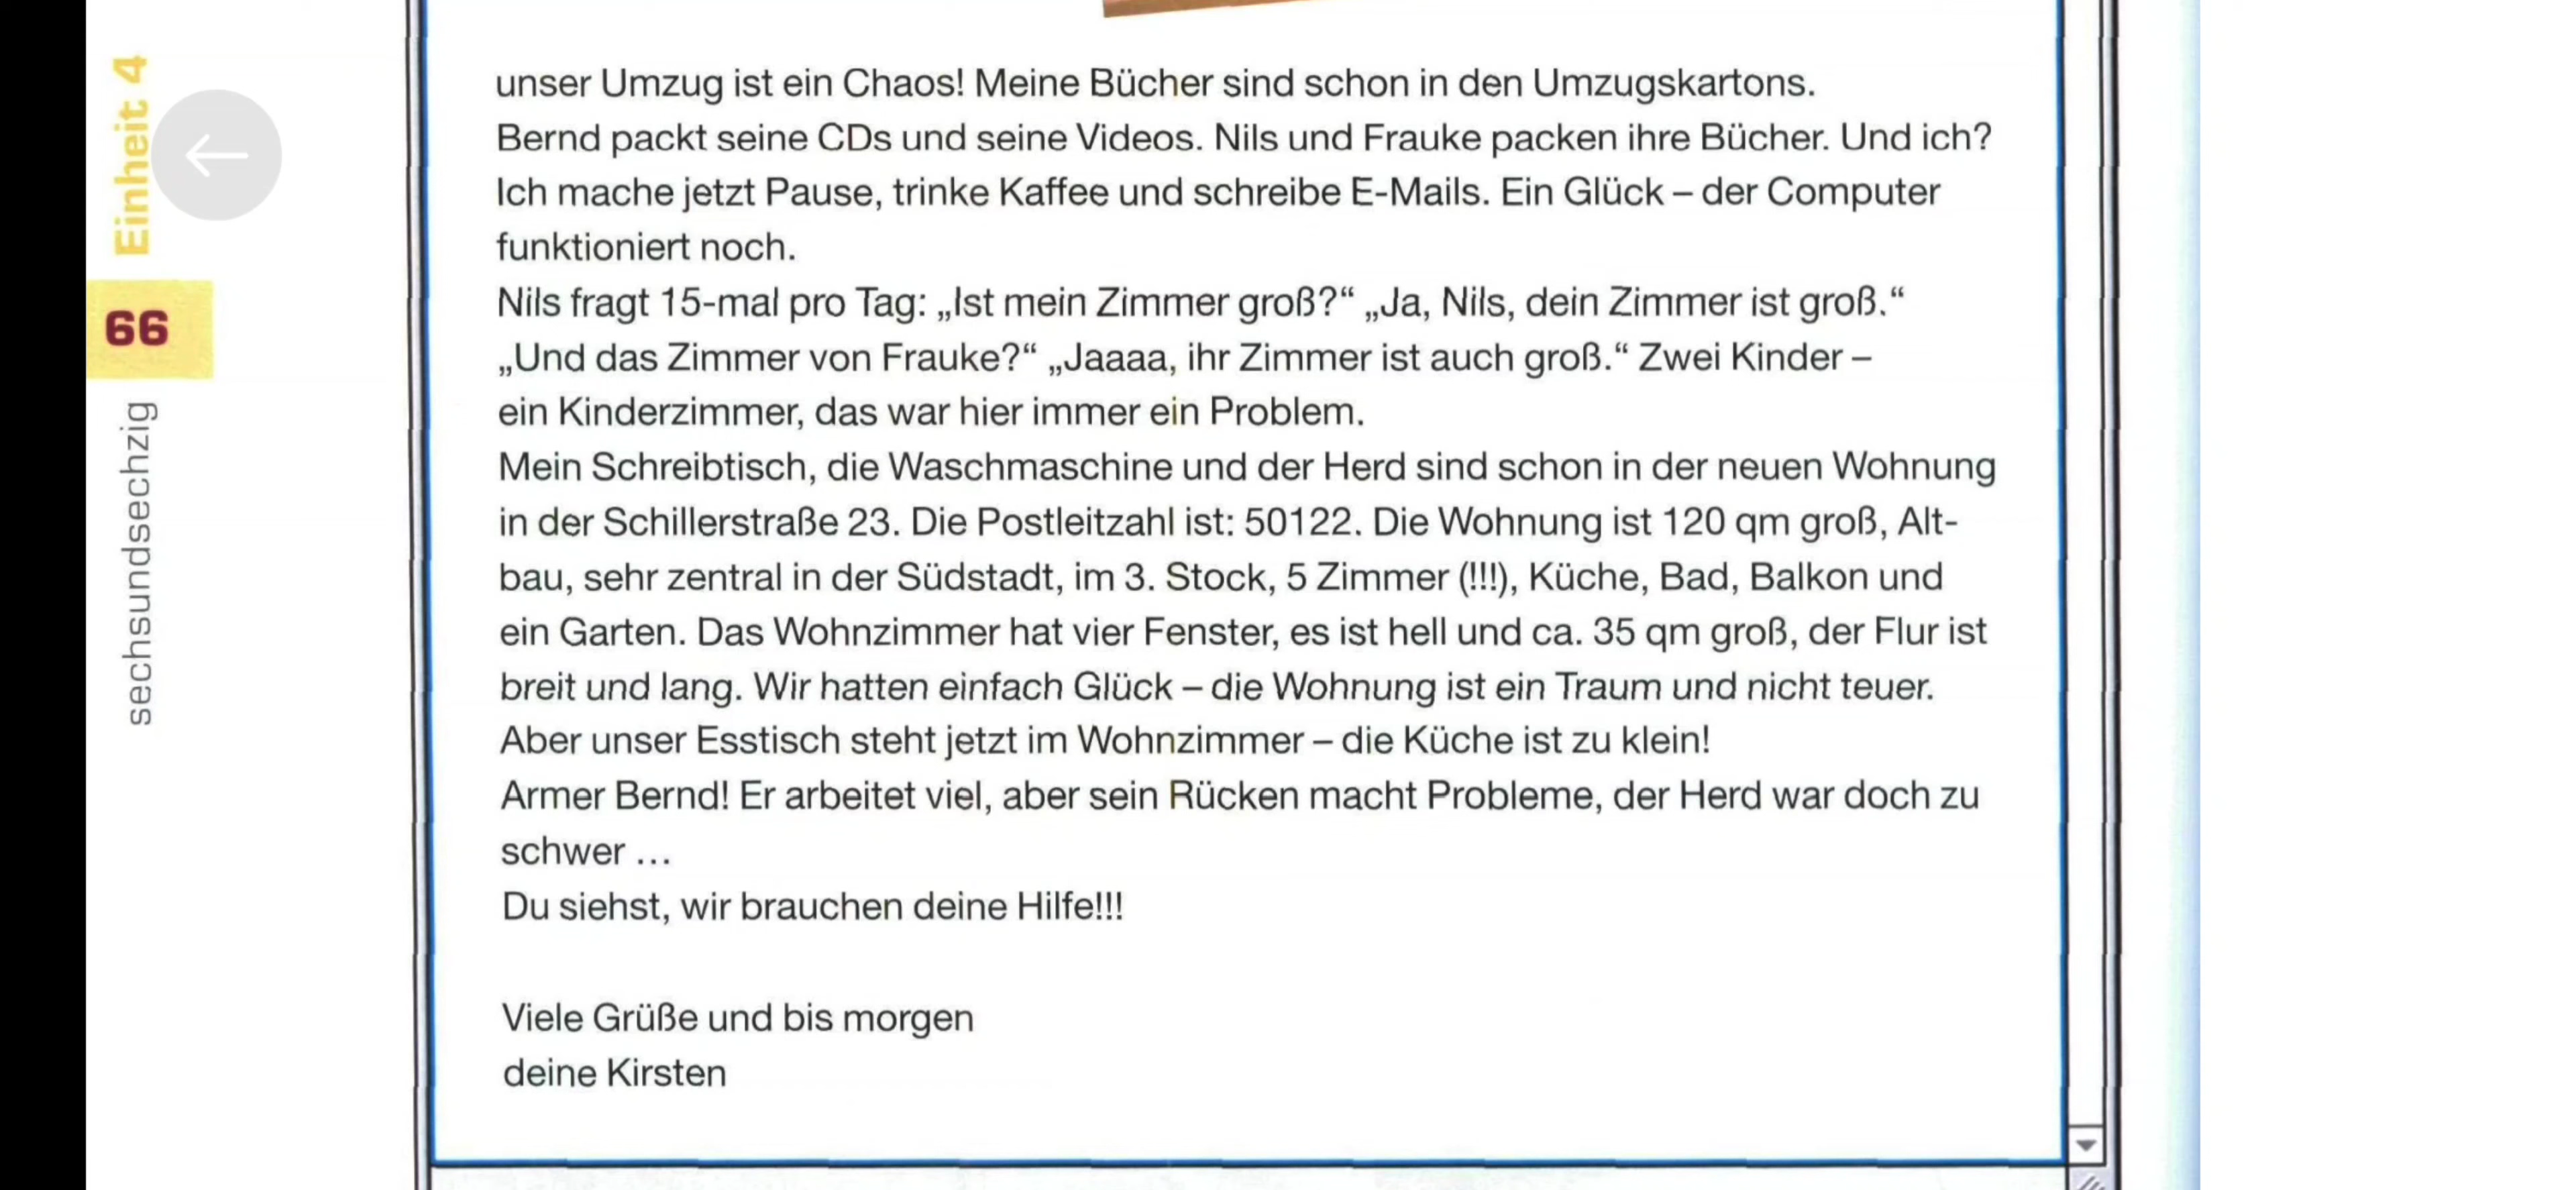 Einheit 4
66
sechsundsechzig
unser Umzug ist ein Chaos! Meine Bücher sind schon in den Umzugskartons.
Bernd packt seine CDs und seine Videos. Nils und Frauke packen ihre Bücher. Und ich?
Ich mache jetzt Pause, trinke Kaffee und schreibe E-Mails. Ein Glück – der Computer
funktioniert noch.
Nils fragt 15-mal pro Tag: „Ist mein Zimmer groß?“ „Ja, Nils, dein Zimmer ist groß.“
„Und das Zimmer von Frauke?“ „Jaaaa, ihr Zimmer ist auch groß.“ Zwei Kinder –
ein Kinderzimmer, das war hier immer ein Problem.
Mein Schreibtisch, die Waschmaschine und der Herd sind schon in der neuen Wohnung
in der Schillerstraße 23. Die Postleitzahl ist: 50122. Die Wohnung ist 120 qm groß, Alt-
bau, sehr zentral in der Südstadt, im 3. Stock, 5 Zimmer (!!!), Küche, Bad, Balkon und
ein Garten. Das Wohnzimmer hat vier Fenster, es ist hell und ca. 35 qm groß, der Flur ist
breit und lang. Wir hatten einfach Glück – die Wohnung ist ein Traum und nicht teuer.
Aber unser Esstisch steht jetzt im Wohnzimmer – die Küche ist zu klein!
Armer Bernd! Er arbeitet viel, aber sein Rücken macht Probleme, der Herd war doch zu
schwer …
Du siehst, wir brauchen deine Hilfe!!!
Viele Grüße und bis morgen
deine Kirsten